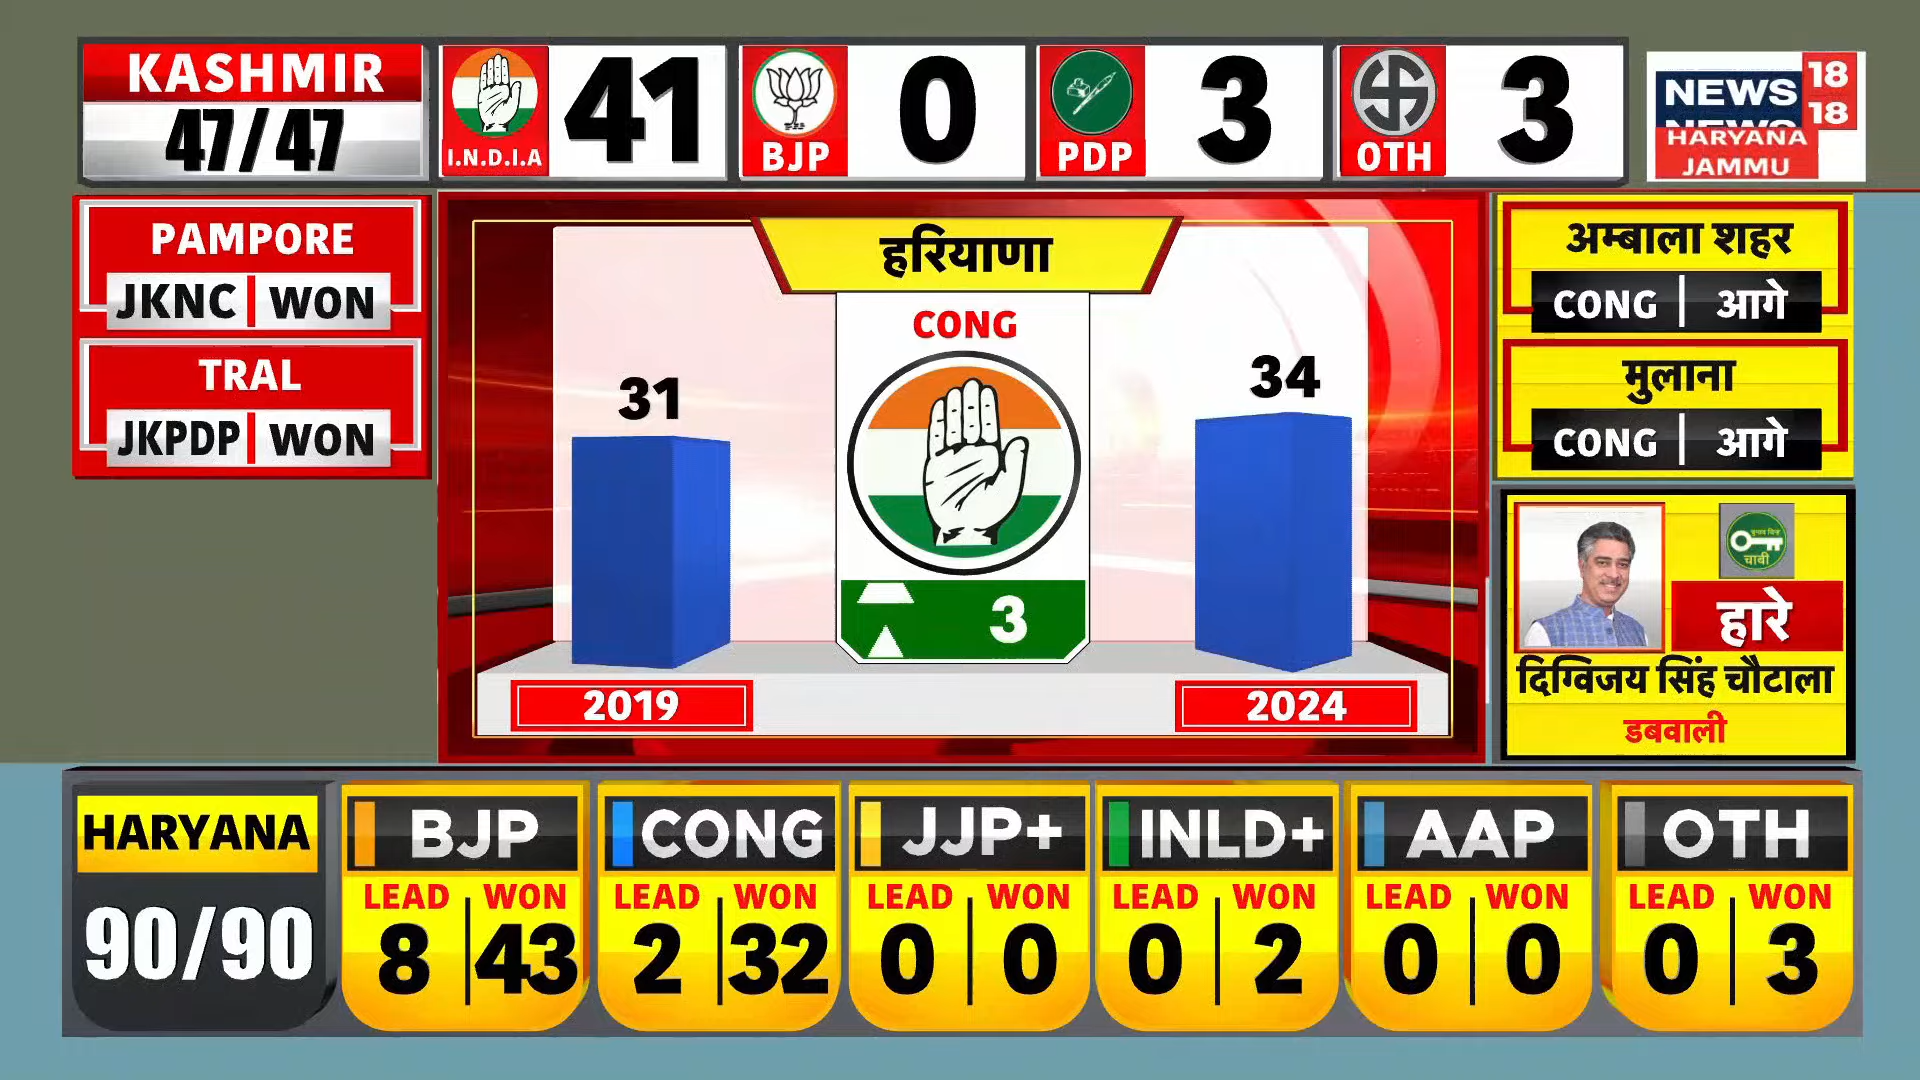 KASHMIR
47/47
I.N.D.I.A
41
BJP
0
PDP
3
OTH
3
NEWS 18
NEWS 18
HARYANA
JAMMU
PAMPORE
JKNC | WON
TRAL
JKPDP | WON
हरियाणा
CONG
31
34
3
2019
2024
अम्बाला शहर
CONG | आगे
मुलाना
CONG | आगे
चावी
हारे
दिग्विजय सिंह चौटाला
डबवाली
HARYANA
90/90
BJP
LEAD WON
8 | 43
CONG
LEAD WON
2 | 32
JJP+
LEAD WON
0 | 0
INLD+
LEAD WON
0 | 2
AAP
LEAD WON
0 | 0
OTH
LEAD WON
0 | 3